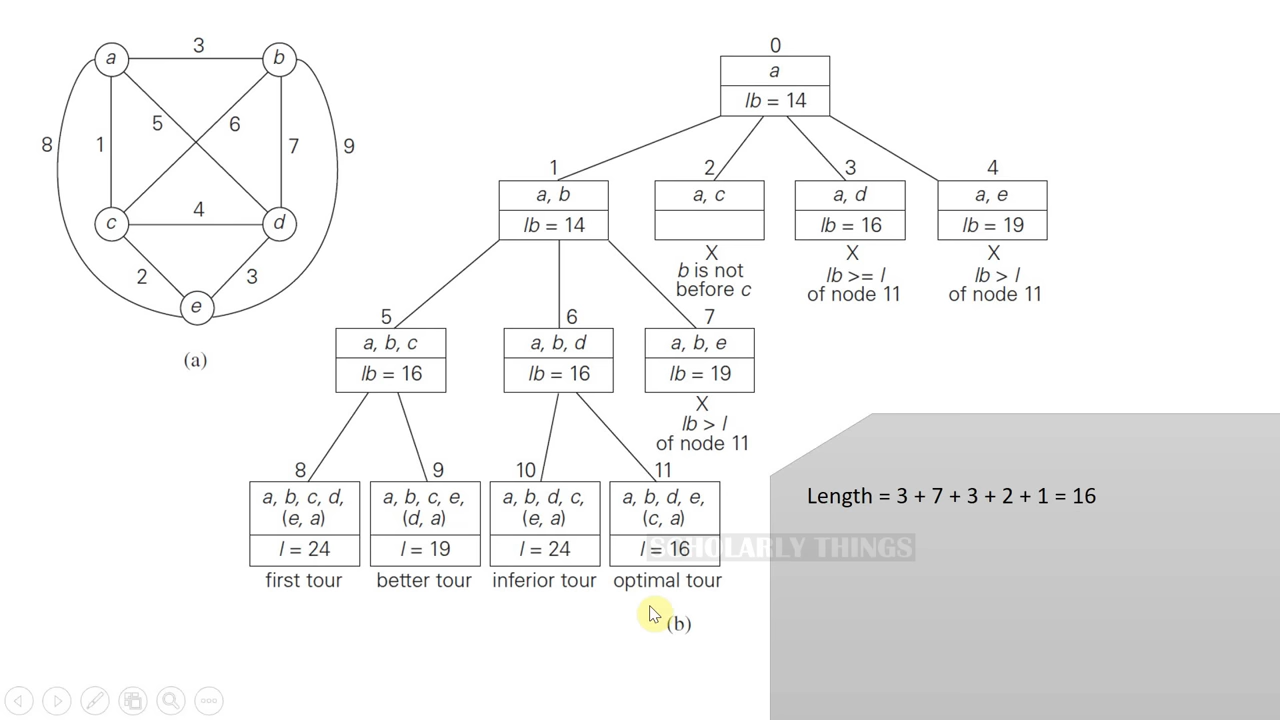 a
3
b
8
5
6
1
7
9
c
4
d
2
3
e
(a)
0
a
lb = 14
1
a, b
lb = 14
2
a, c
X
b is not
before c
3
a, d
lb = 16
X
lb >= l
of node 11
4
a, e
lb = 19
X
lb > l
of node 11
5
a, b, c
lb = 16
6
a, b, d
lb = 16
7
a, b, e
lb = 19
X
lb > l
of node 11
8
a, b, c, d,
(e, a)
l = 24
first tour
9
a, b, c, e,
(d, a)
l = 19
better tour
10
a, b, d, c,
(e, a)
l = 24
inferior tour
11
a, b, d, e,
(c, a)
l = 16
optimal tour
(b)
Length = 3 + 7 + 3 + 2 + 1 = 16
SCHOLARLY THINGS